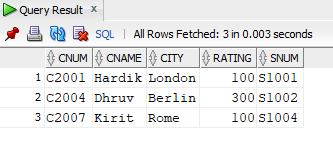 Query Result x
SQL | All Rows Fetched: 3 in 0.003 seconds
CNUM CNAME CITY RATING SNUM
1 C2001 Hardik London 100 S1001
2 C2004 Dhruv Berlin 300 S1002
3 C2007 Kirit Rome 100 S1004